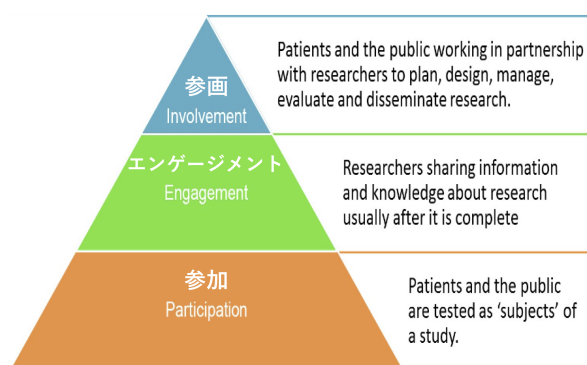 参画
Involvement
Patients and the public working in partnership
with researchers to plan, design, manage,
evaluate and disseminate research.
エンゲージメント
Engagement
Researchers sharing information
and knowledge about research
usually after it is complete
参加
Participation
Patients and the public
are tested as ‘subjects’ of
a study.